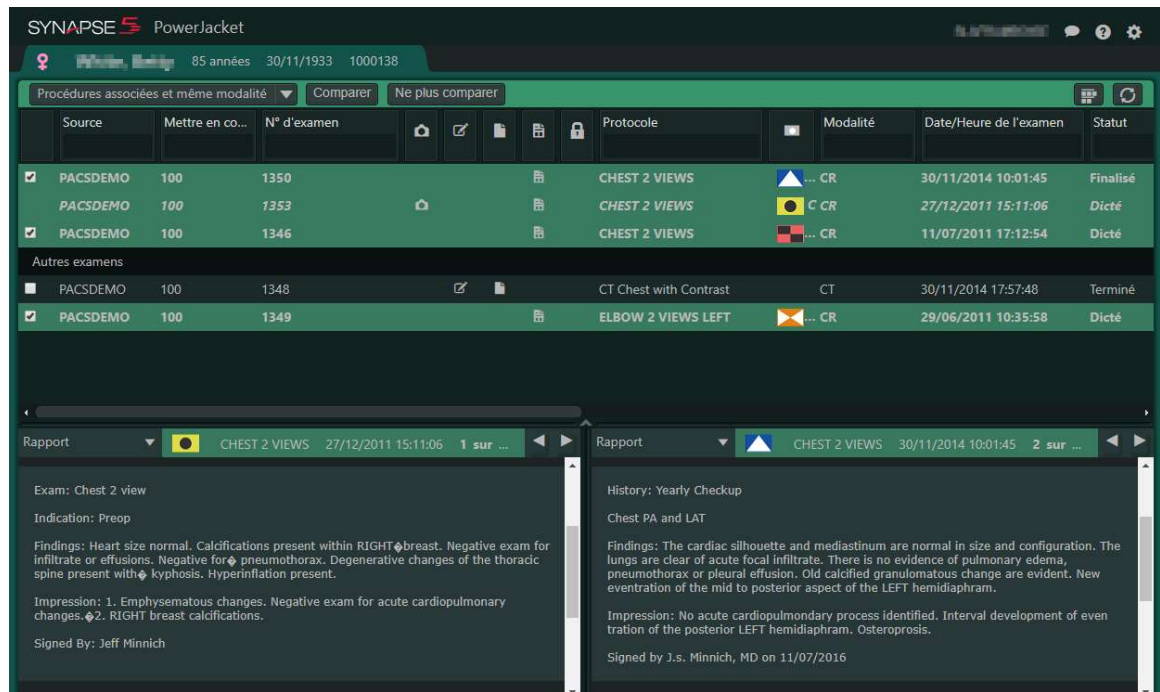 SYNAPSE 5 PowerJacket
85 années 30/11/1933 1000138
Procédures associées et même modalité Comparer Ne plus comparer
Source Mettre en co... N° d'examen Protocole Modalité Date/Heure de l'examen Statut
PACSDEMO 100 1350 CHEST 2 VIEWS ... CR 30/11/2014 10:01:45 Finalisé
PACSDEMO 100 1353 CHEST 2 VIEWS C CR 27/12/2011 15:11:06 Dicté
PACSDEMO 100 1346 CHEST 2 VIEWS ... CR 11/07/2011 17:12:54 Dicté
Autres examens
PACSDEMO 100 1348 CT Chest with Contrast CT 30/11/2014 17:57:48 Terminé
PACSDEMO 100 1349 ELBOW 2 VIEWS LEFT ... CR 29/06/2011 10:35:58 Dicté
Rapport CHEST 2 VIEWS 27/12/2011 15:11:06 1 sur ...
Exam: Chest 2 view
Indication: Preop
Findings: Heart size normal. Calcifications present within RIGHT�breast. Negative exam for
infiltrate or effusions. Negative for� pneumothorax. Degenerative changes of the thoracic
spine present with� kyphosis. Hyperinflation present.
Impression: 1. Emphysematous changes. Negative exam for acute cardiopulmonary
changes.�2. RIGHT breast calcifications.
Signed By: Jeff Minnich
Rapport CHEST 2 VIEWS 30/11/2014 10:01:45 2 sur ...
History: Yearly Checkup
Chest PA and LAT
Findings: The cardiac silhouette and mediastinum are normal in size and configuration. The
lungs are clear of acute focal infiltrate. There is no evidence of pulmonary edema,
pneumothorax or pleural effusion. Old calcified granulomatous change are evident. New
eventration of the mid to posterior aspect of the LEFT hemidiaphram.
Impression: No acute cardiopulmondary process identified. Interval development of even
tration of the posterior LEFT hemidiaphram. Osteroprosis.
Signed by J.s. Minnich, MD on 11/07/2016